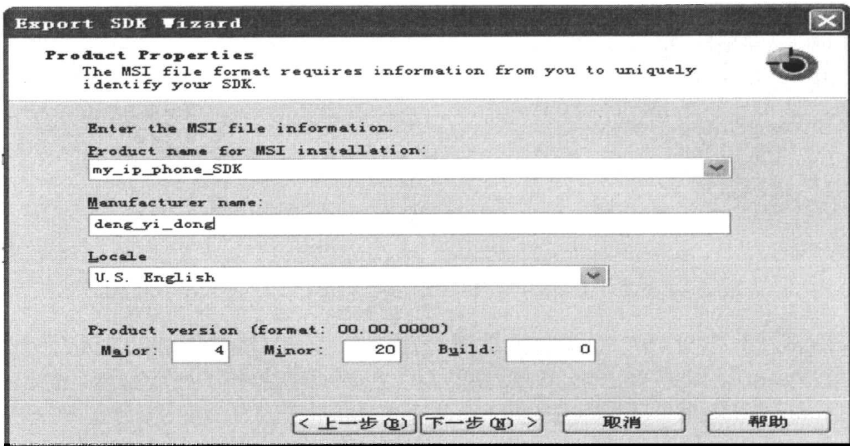 Export SDK Wizard
Product Properties
The MSI file format requires information from you to uniquely
identify your SDK.
Enter the MSI file information.
Product name for MSI installation:
my_ip_phone_SDK
Manufacturer name:
deng_yi_dong
Locale
U.S. English
Product version (format: 00.00.0000)
Major: 4 Minor: 20 Build: 0
< 上一步(B) 下一步(N) > 取消 帮助